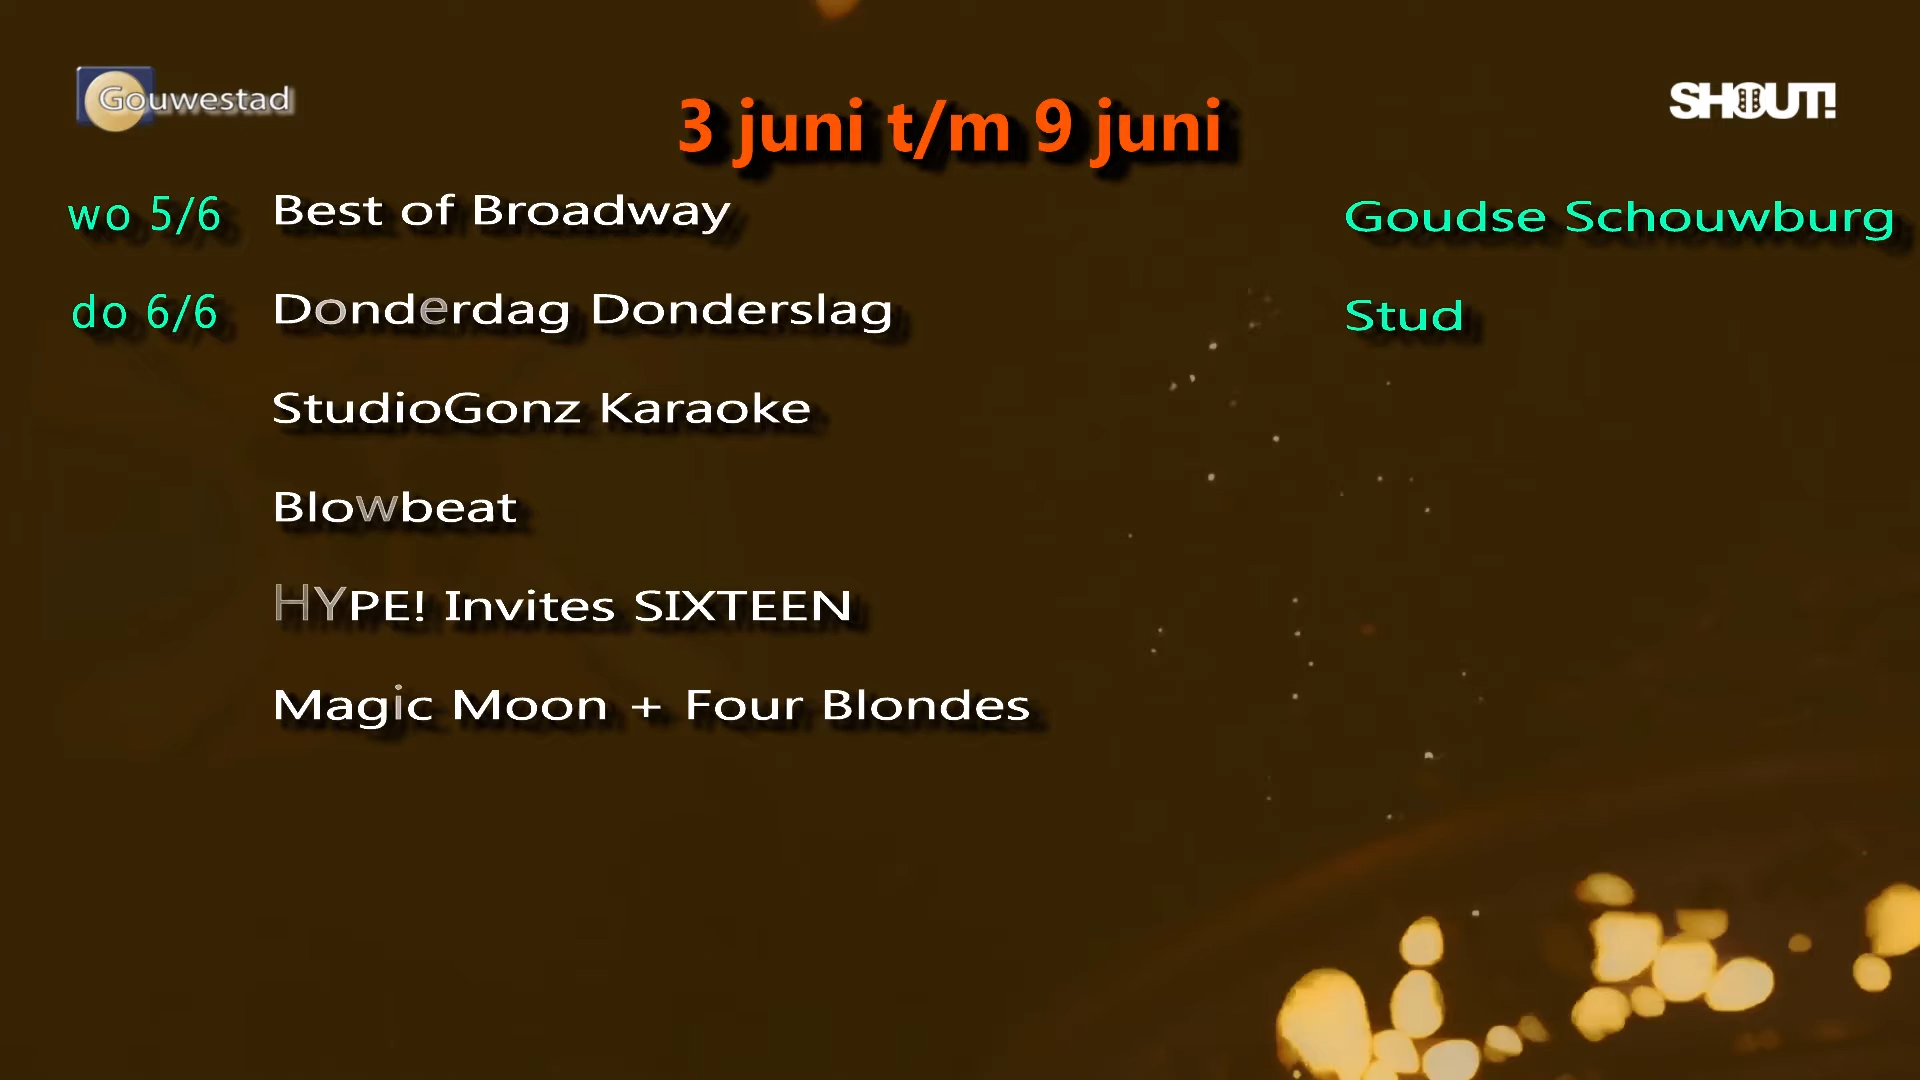 Gouwestad
SHOUT!
3 juni t/m 9 juni
wo 5/6 Best of Broadway Goudse Schouwburg
do 6/6 Donderdag Donderslag Stud
StudioGonz Karaoke
Blowbeat
HYPE! Invites SIXTEEN
Magic Moon + Four Blondes